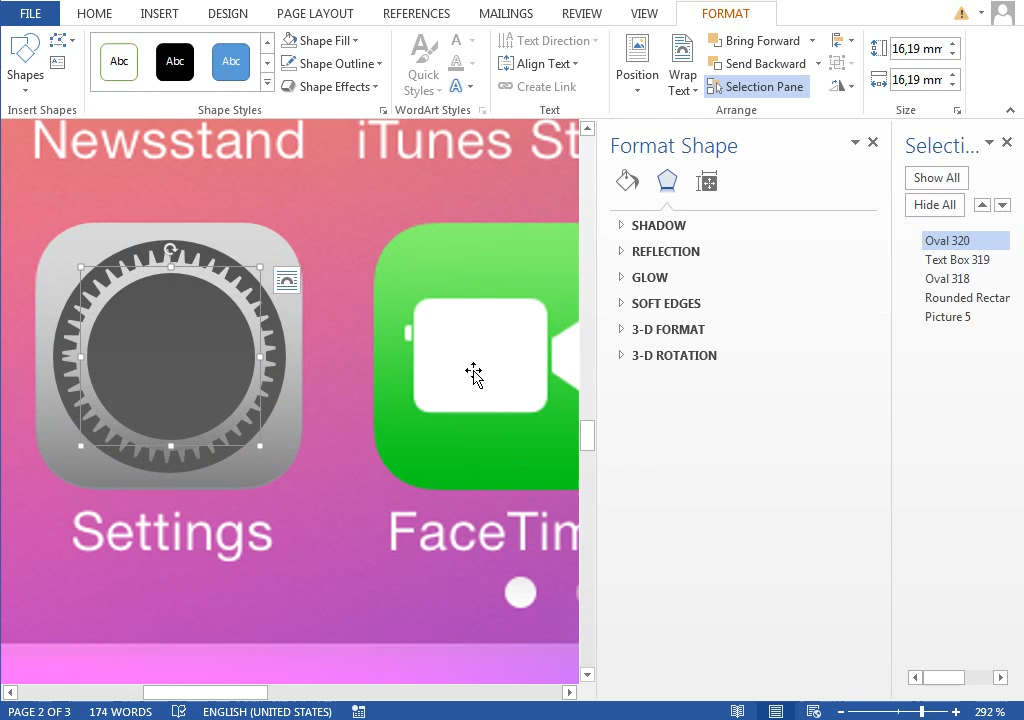 FILE HOME INSERT DESIGN PAGE LAYOUT REFERENCES MAILINGS REVIEW VIEW FORMAT
Shapes
Abc Abc Abc
Shape Fill
Shape Outline
Shape Effects
Quick Styles
Text Direction
Align Text
Create Link
Position
Wrap Text
Bring Forward
Send Backward
Selection Pane
16,19 mm
16,19 mm
Insert Shapes Shape Styles WordArt Styles Text Arrange Size
Newsstand iTunes St
Settings FaceTim
Format Shape
SHADOW
REFLECTION
GLOW
SOFT EDGES
3-D FORMAT
3-D ROTATION
Selecti...
Show All
Hide All
Oval 320
Text Box 319
Oval 318
Rounded Rectar
Picture 5
PAGE 2 OF 3 174 WORDS ENGLISH (UNITED STATES) 292 %